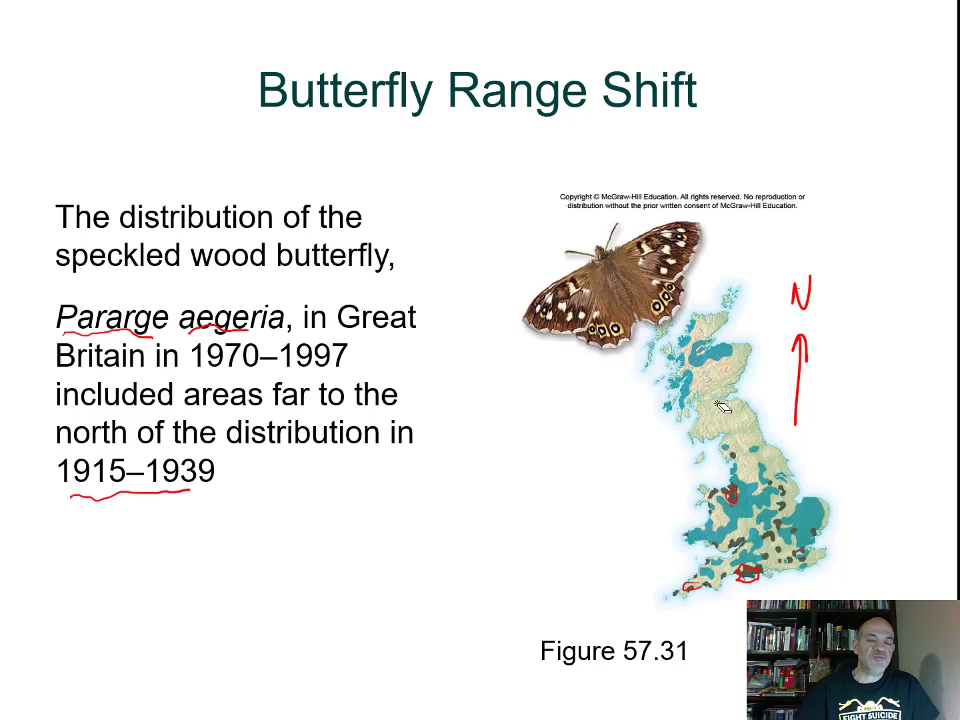 Butterfly Range Shift
Copyright © McGraw-Hill Education. All rights reserved. No reproduction or
distribution without the prior written consent of McGraw-Hill Education.
The distribution of the
speckled wood butterfly,
Pararge aegeria, in Great
Britain in 1970–1997
included areas far to the
north of the distribution in
1915–1939
N
Figure 57.31
FIGHT SUICIDE